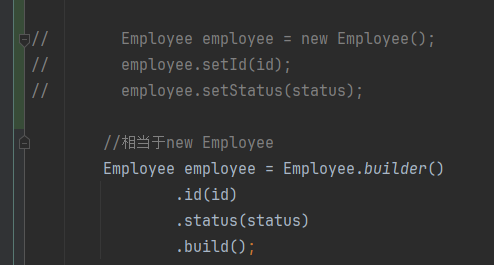 //        Employee employee = new Employee();
//        employee.setId(id);
//        employee.setStatus(status);
//相当于new Employee
Employee employee = Employee.builder()
.id(id)
.status(status)
.build();